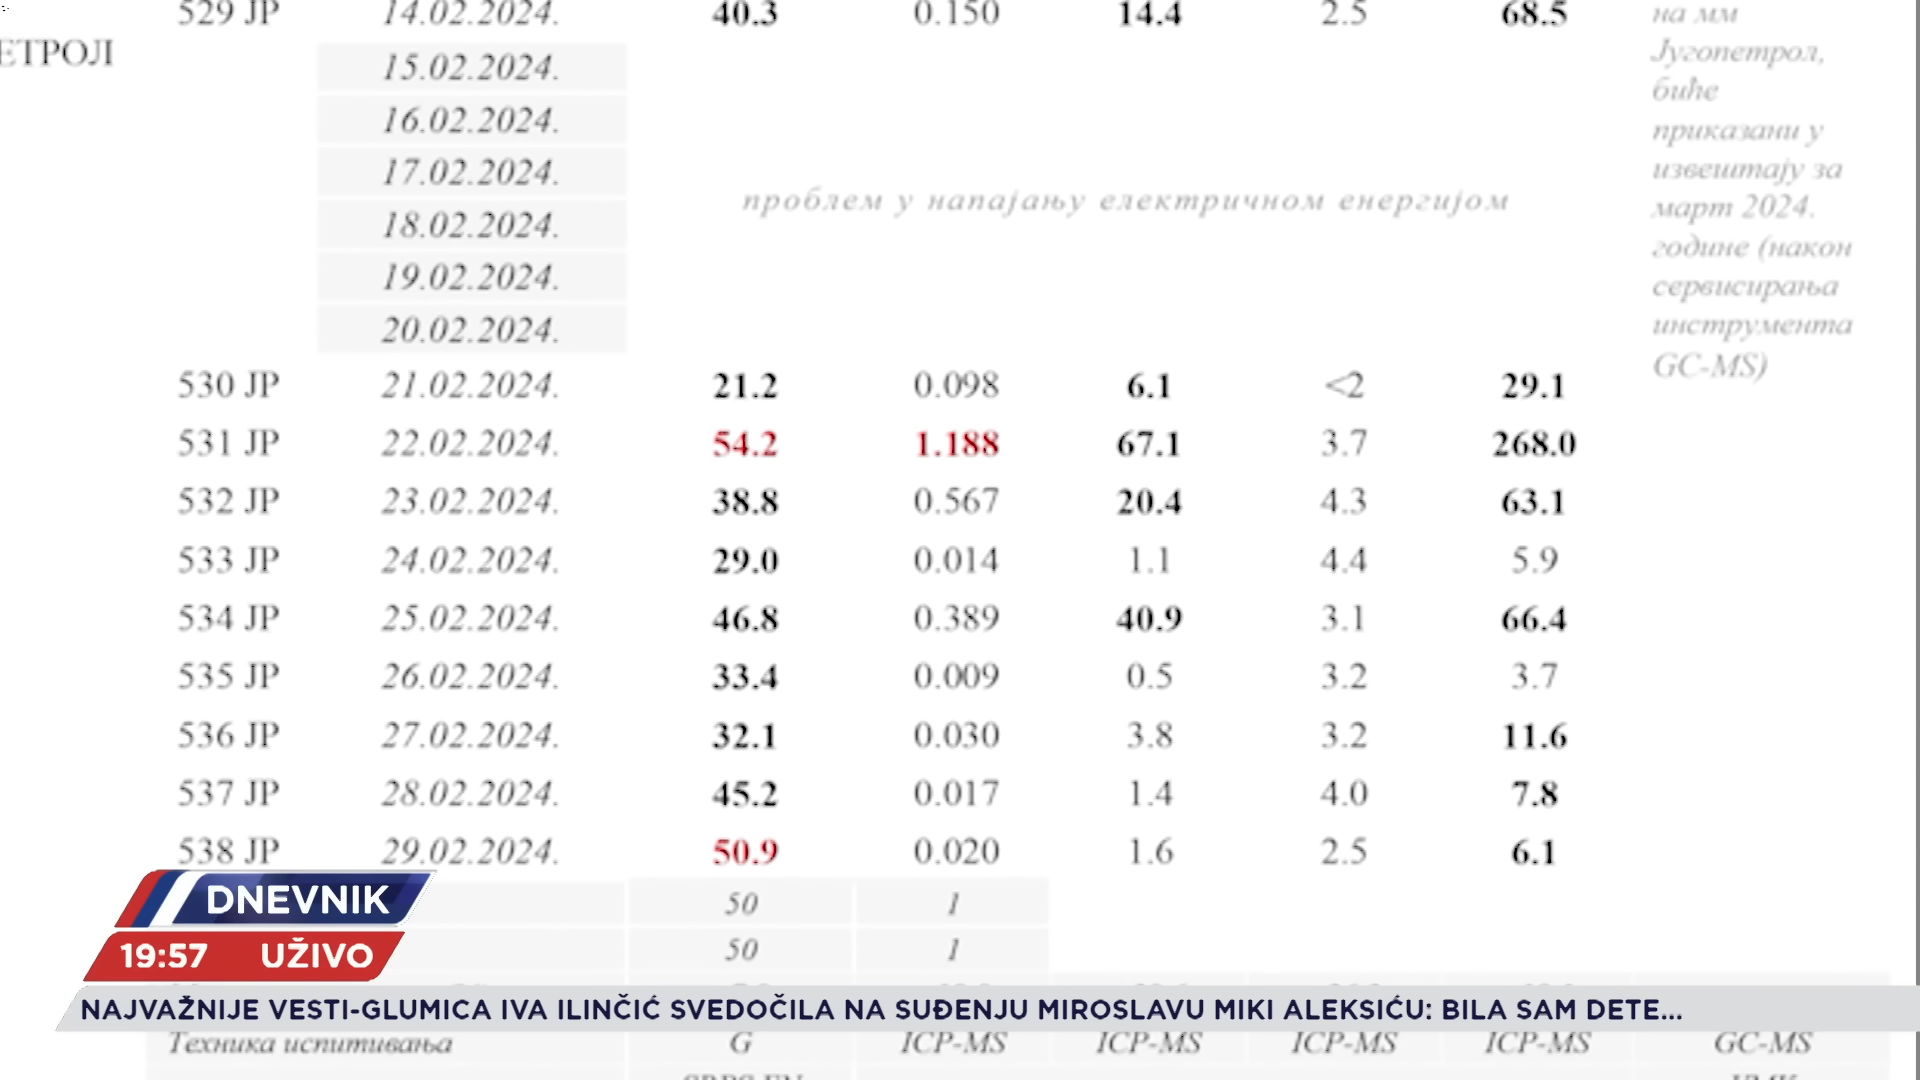 529 JP 14.02.2024. 40.3 0.150 14.4 2.5 68.5
ЕТРОЛ
15.02.2024.
16.02.2024.
17.02.2024.
18.02.2024.
19.02.2024.
20.02.2024.
проблем у напајању електричном енергијом
на мм
Југопетрол,
биће
приказани у
извештају за
март 2024.
године (након
сервисирања
инструмента
GC-MS)
530 JP 21.02.2024. 21.2 0.098 6.1 <2 29.1
531 JP 22.02.2024. 54.2 1.188 67.1 3.7 268.0
532 JP 23.02.2024. 38.8 0.567 20.4 4.3 63.1
533 JP 24.02.2024. 29.0 0.014 1.1 4.4 5.9
534 JP 25.02.2024. 46.8 0.389 40.9 3.1 66.4
535 JP 26.02.2024. 33.4 0.009 0.5 3.2 3.7
536 JP 27.02.2024. 32.1 0.030 3.8 3.2 11.6
537 JP 28.02.2024. 45.2 0.017 1.4 4.0 7.8
538 JP 29.02.2024. 50.9 0.020 1.6 2.5 6.1
50 1
50 1
DNEVNIK
19:57 UŽIVO
NAJVAŽNIJE VESTI-GLUMICA IVA ILINČIĆ SVEDOČILA NA SUĐENJU MIROSLAVU MIKI ALEKSIĆU: BILA SAM DETE...
Техника испитивања G ICP-MS ICP-MS ICP-MS ICP-MS GC-MS